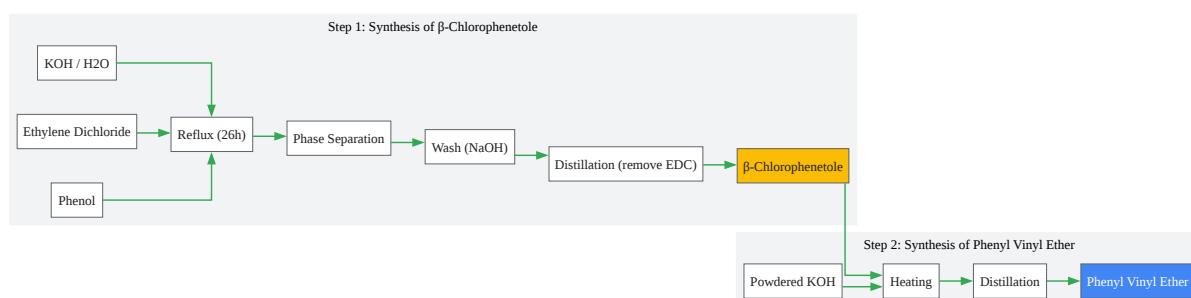 Step 1: Synthesis of β-Chlorophenetole
KOH / H2O
Ethylene Dichloride
Reflux (26h)
Phase Separation
Wash (NaOH)
Distillation (remove EDC)
β-Chlorophenetole
Phenol
Step 2: Synthesis of Phenyl Vinyl Ether
Powdered KOH
Heating
Distillation
Phenyl Vinyl Ether